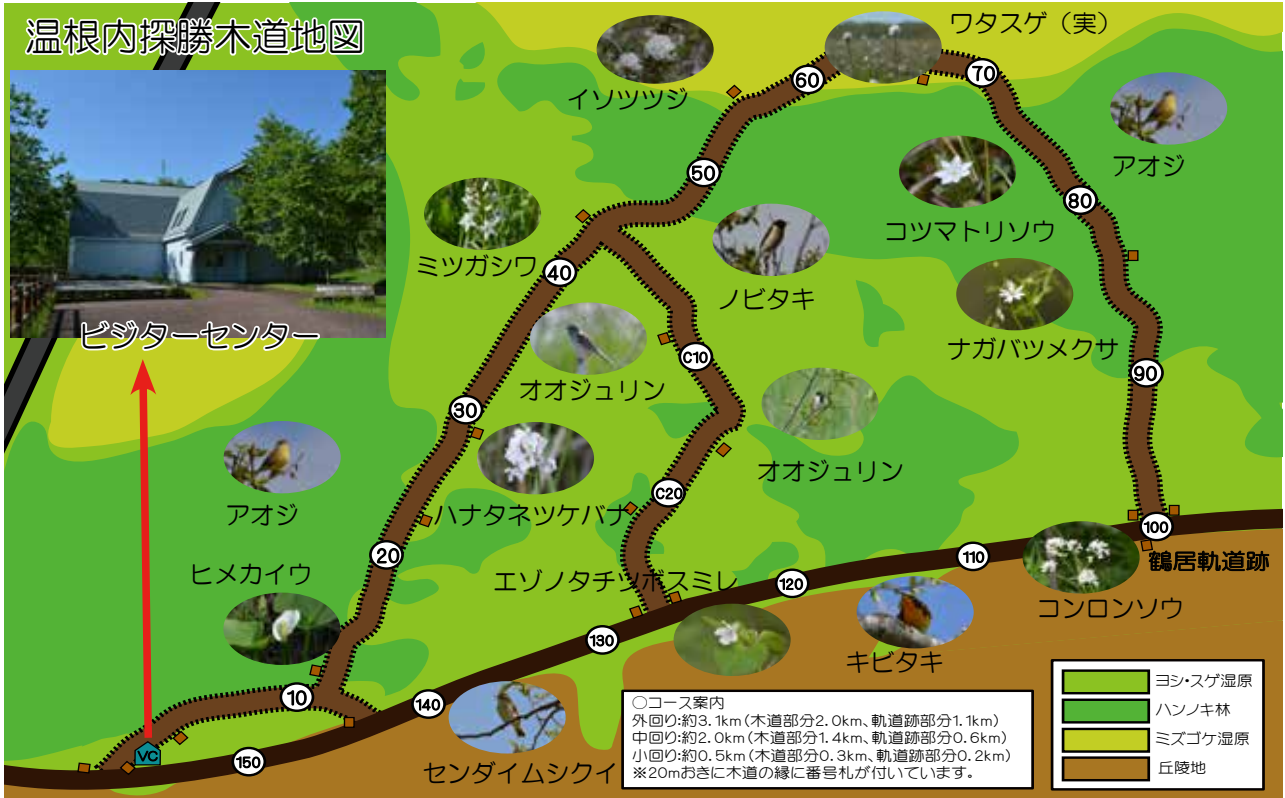 温根内探勝木道地図
ワタスゲ（実）
イソツツジ
アオジ
コツマトリソウ
ミツガシワ
ノビタキ
ナガバツメクサ
ビジターセンター
オオジュリン
オオジュリン
アオジ
ハナタネツケバナ
ヒメカイウ
エゾノタチツボスミレ
鶴居軌道跡
コンロンソウ
キビタキ
センダイムシクイ
10
20
30
40
50
60
70
80
90
100
110
120
130
140
150
C10
C20
VC
○コース案内
外回り:約3.1km(木道部分2.0km、軌道跡部分1.1km)
中回り:約2.0km(木道部分1.4km、軌道跡部分0.6km)
小回り:約0.5km(木道部分0.3km、軌道跡部分0.2km)
※20mおきに木道の縁に番号札が付いています。
ヨシ・スゲ湿原
ハンノキ林
ミズゴケ湿原
丘陵地